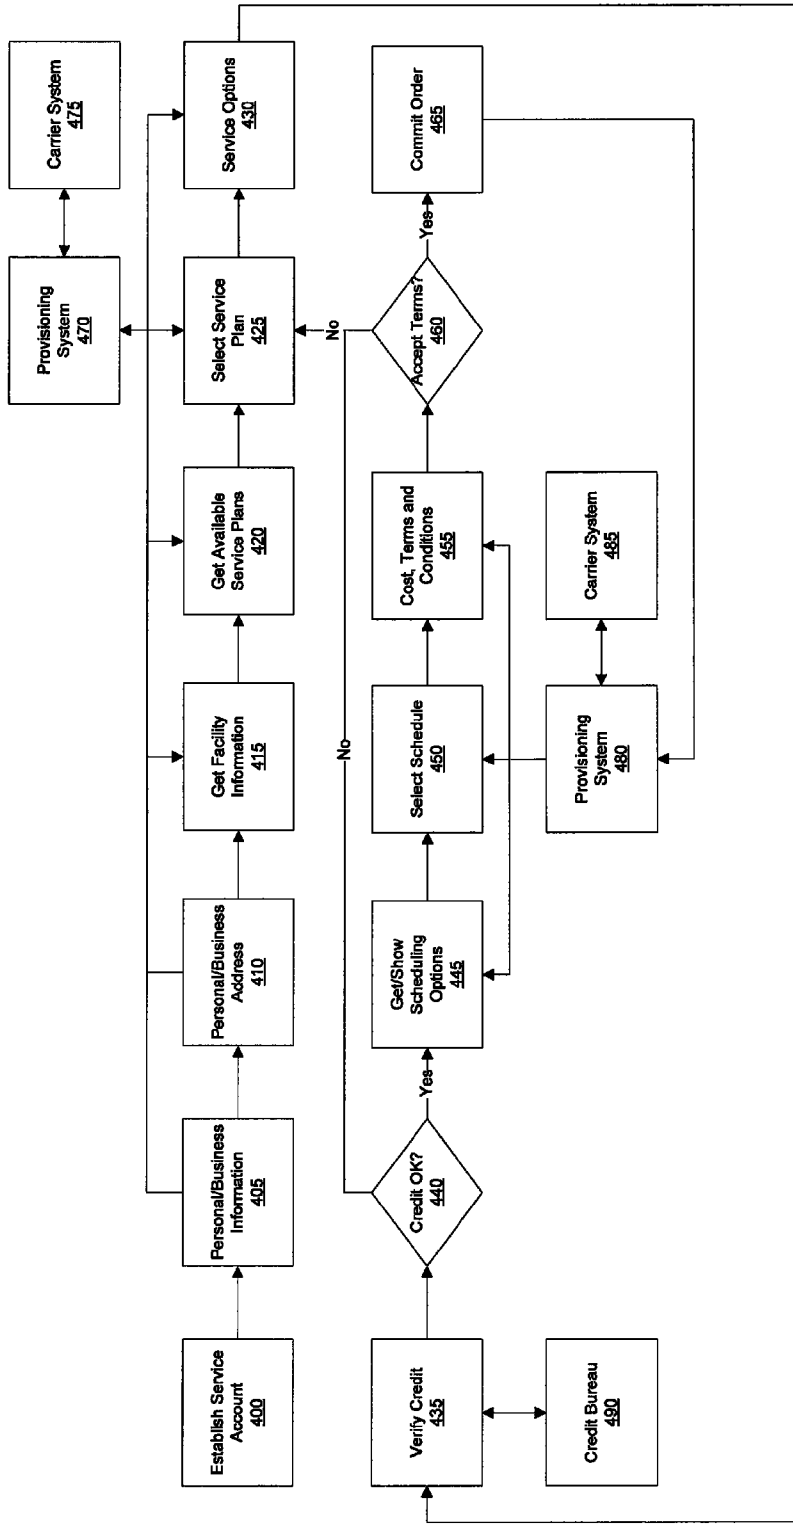 Carrier System
475
Provisioning
System
470
Establish Service
Account
400
Personal/Business
Information
405
Personal/Business
Address
410
Get Facility
Information
415
Get Available
Service Plans
420
Select Service
Plan
425
Service Options
430
No
No
Verify Credit
435
Credit OK?
440
Yes
Get/Show
Scheduling
Options
445
Select Schedule
450
Cost, Terms and
Conditions
455
Accept Terms?
460
Yes
Commit Order
465
Credit Bureau
490
Provisioning
System
480
Carrier System
485